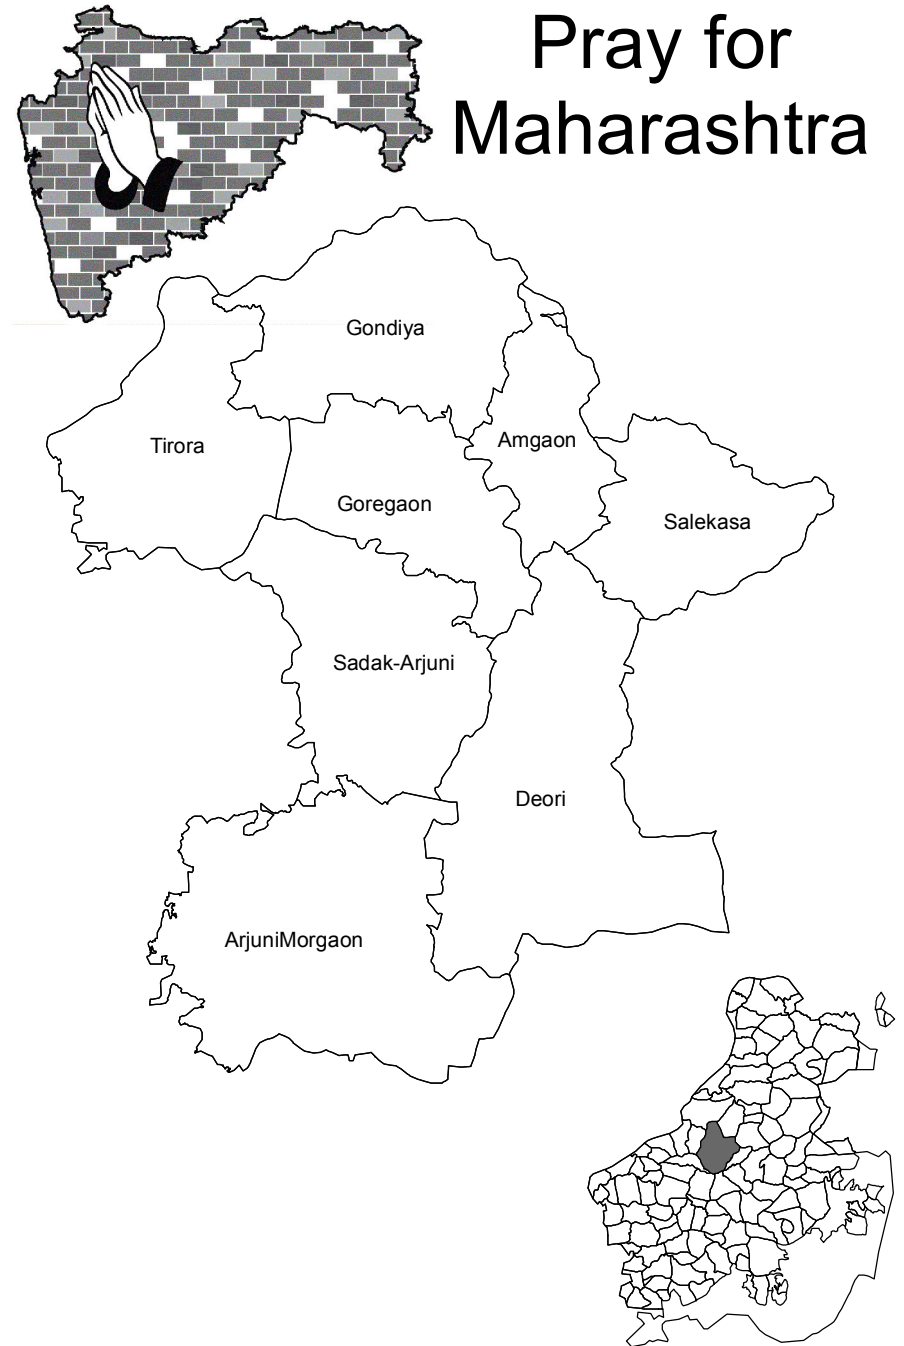 Pray for
Maharashtra
Gondiya
Tirora
Amgaon
Goregaon
Salekasa
Sadak-Arjuni
Deori
ArjuniMorgaon